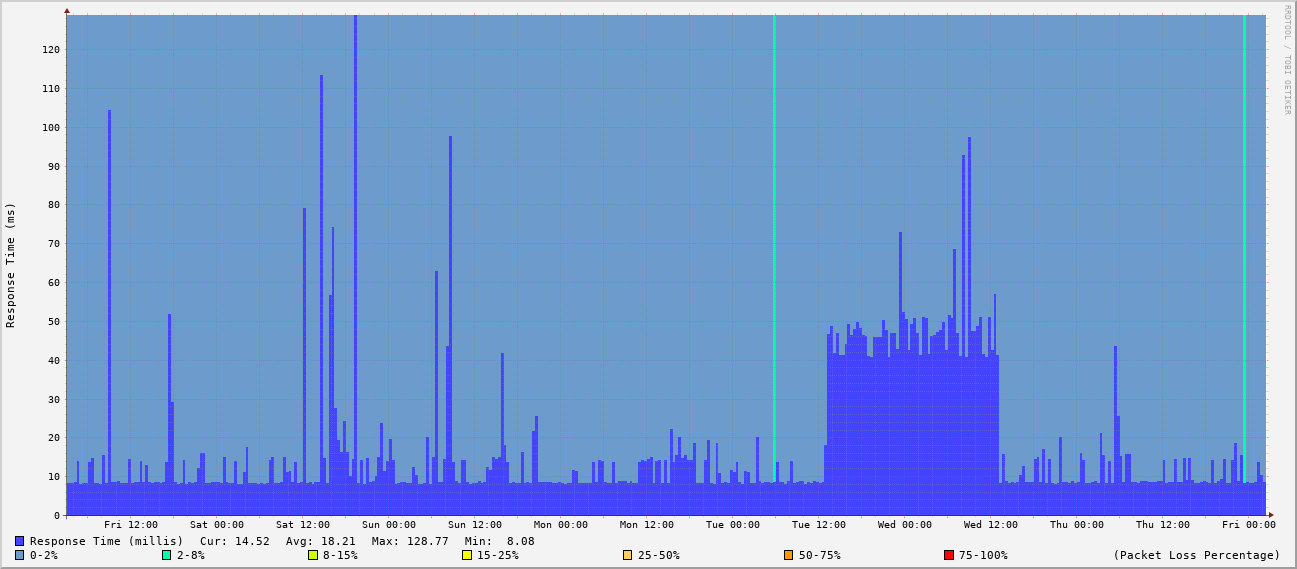 RRDTOOL / TOBI OETIKER
Response Time (ms)
120
110
100
90
80
70
60
50
40
30
20
10
0
Fri 12:00 Sat 00:00 Sat 12:00 Sun 00:00 Sun 12:00 Mon 00:00 Mon 12:00 Tue 00:00 Tue 12:00 Wed 00:00 Wed 12:00 Thu 00:00 Thu 12:00 Fri 00:00
Response Time (millis) Cur: 14.52 Avg: 18.21 Max: 128.77 Min: 8.08
0-2% 2-8% 8-15% 15-25% 25-50% 50-75% 75-100% (Packet Loss Percentage)